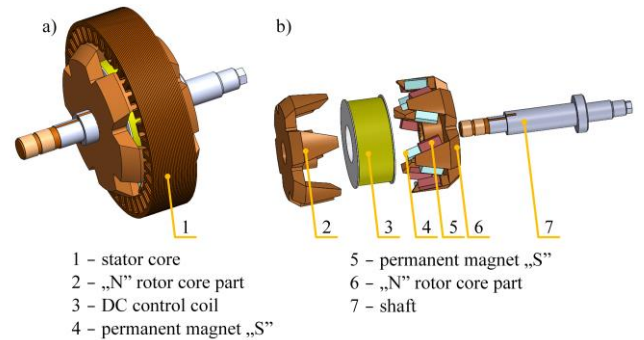 a)
b)
1
2
3
4
5
6
7
1 – stator core
2 – „N” rotor core part
3 – DC control coil
4 – permanent magnet „S”
5 – permanent magnet „S”
6 – „N” rotor core part
7 – shaft